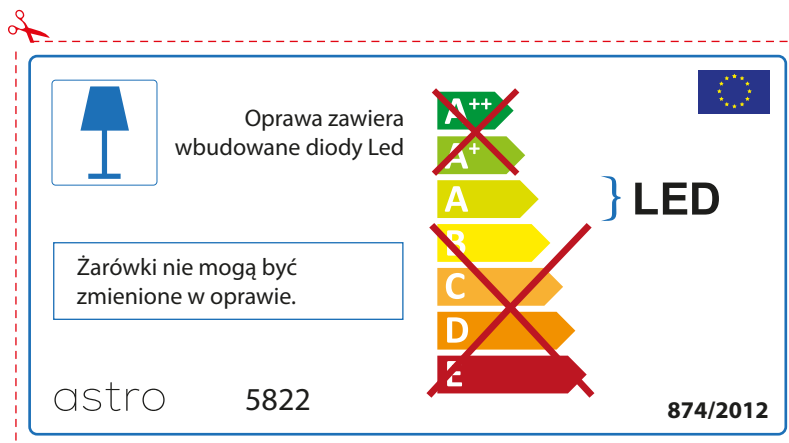 Oprawa zawiera
wbudowane diody Led
A++
A+
A
B
C
D
E
LED
Żarówki nie mogą być
zmienione w oprawie.
astro
5822
874/2012